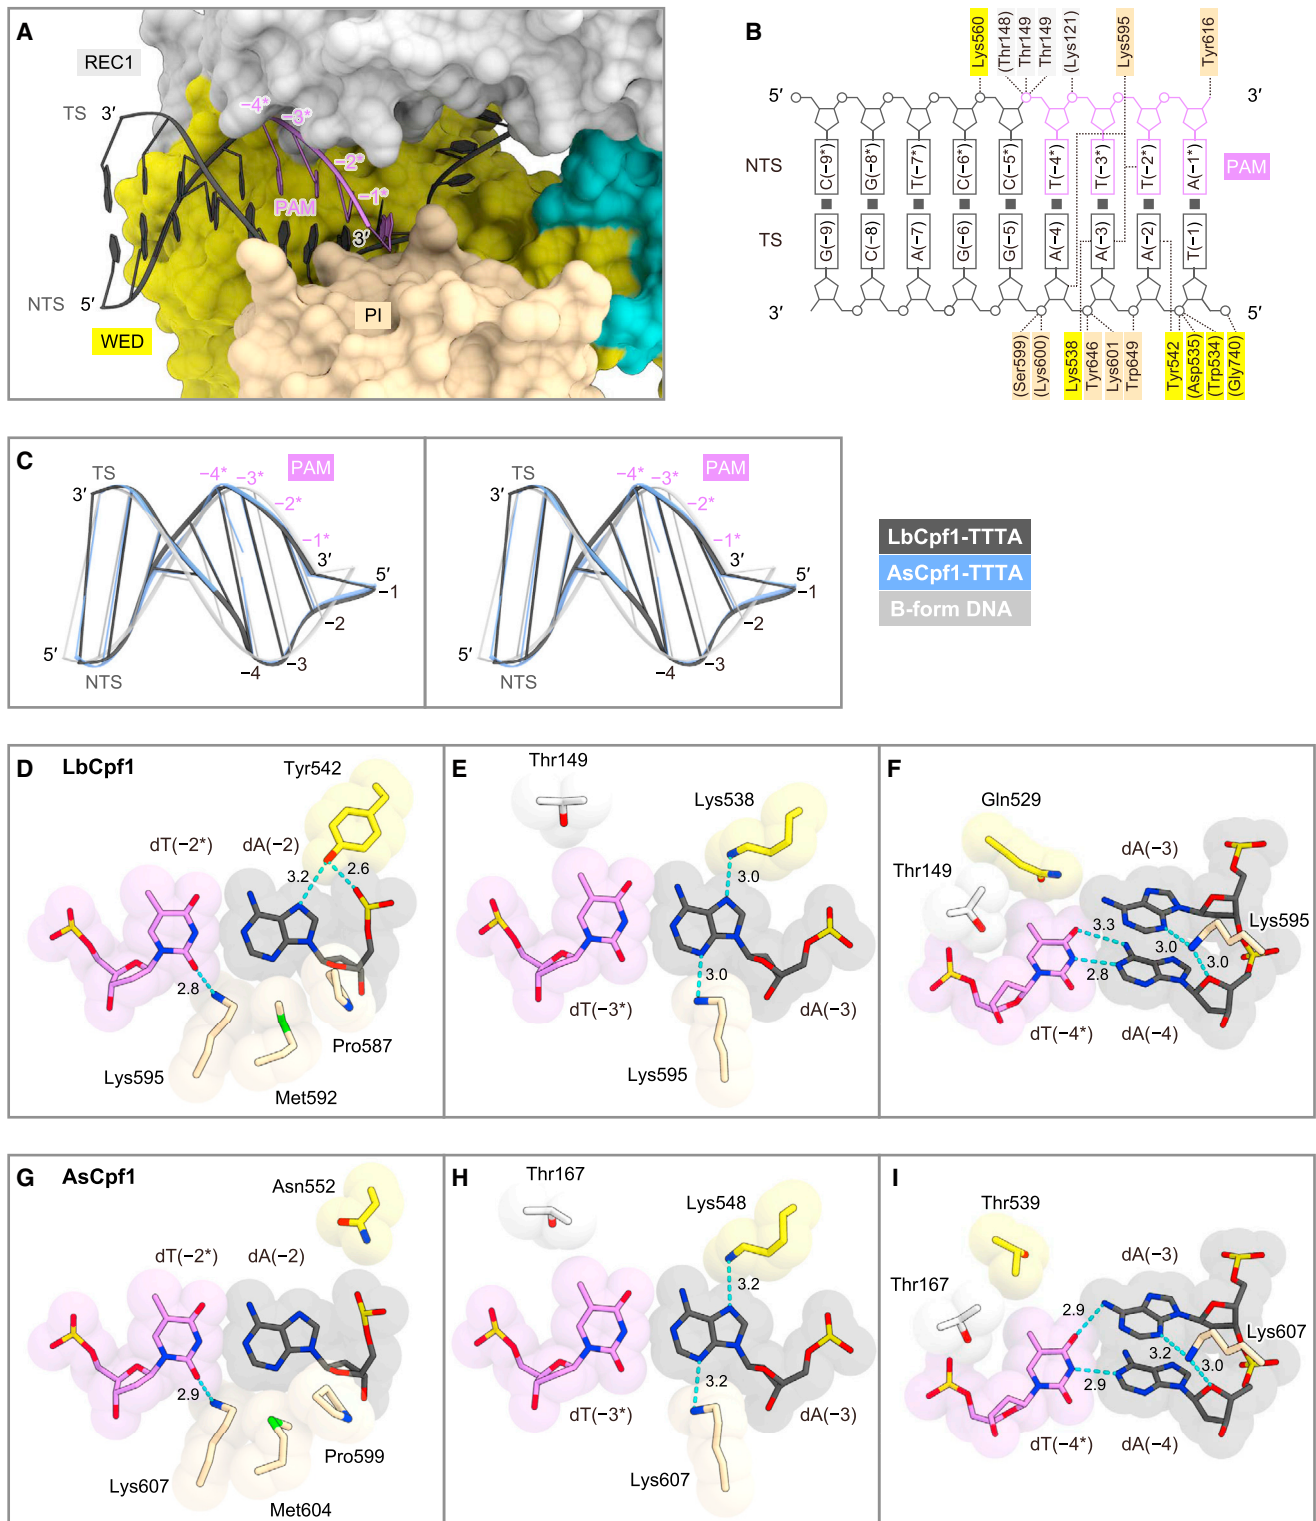 A
REC1
TS
3′
−4*
−3*
−2*
−1*
PAM
3′
NTS
5′
WED
PI
B
Lys560
(Thr148)
Thr149
Thr149
(Lys121)
Lys595
Tyr616
5′
3′
NTS
C(−9*)
G(−8*)
T(−7*)
C(−6*)
C(−5*)
T(−4*)
T(−3*)
T(−2*)
A(−1*)
PAM
TS
G(−9)
C(−8)
A(−7)
G(−6)
G(−5)
A(−4)
A(−3)
A(−2)
T(−1)
3′
5′
(Ser599)
(Lys600)
Lys538
Tyr646
Lys601
Trp649
Tyr542
(Asp535)
(Trp534)
(Gly740)
C
TS
3′
−4*
−3*
PAM
−2*
−1*
3′
5′
−1
−2
−3
−4
5′
NTS
TS
3′
−4*
−3*
PAM
−2*
−1*
3′
5′
−1
−2
−3
−4
5′
NTS
LbCpf1-TTTA
AsCpf1-TTTA
B-form DNA
D LbCpf1
Tyr542
dT(−2*) dA(−2)
3.2
2.6
2.8
Pro587
Lys595
Met592
E
Thr149
Lys538
3.0
3.0
dT(−3*)
dA(−3)
Lys595
F
Gln529
Thr149
dA(−3)
Lys595
3.3
3.0
3.0
2.8
dT(−4*) dA(−4)
G AsCpf1
Asn552
dT(−2*) dA(−2)
2.9
Pro599
Lys607
Met604
H
Thr167
Lys548
3.2
3.2
dT(−3*)
dA(−3)
Lys607
I
Thr539
Thr167
dA(−3)
Lys607
2.9
3.2
3.0
2.9
dT(−4*) dA(−4)